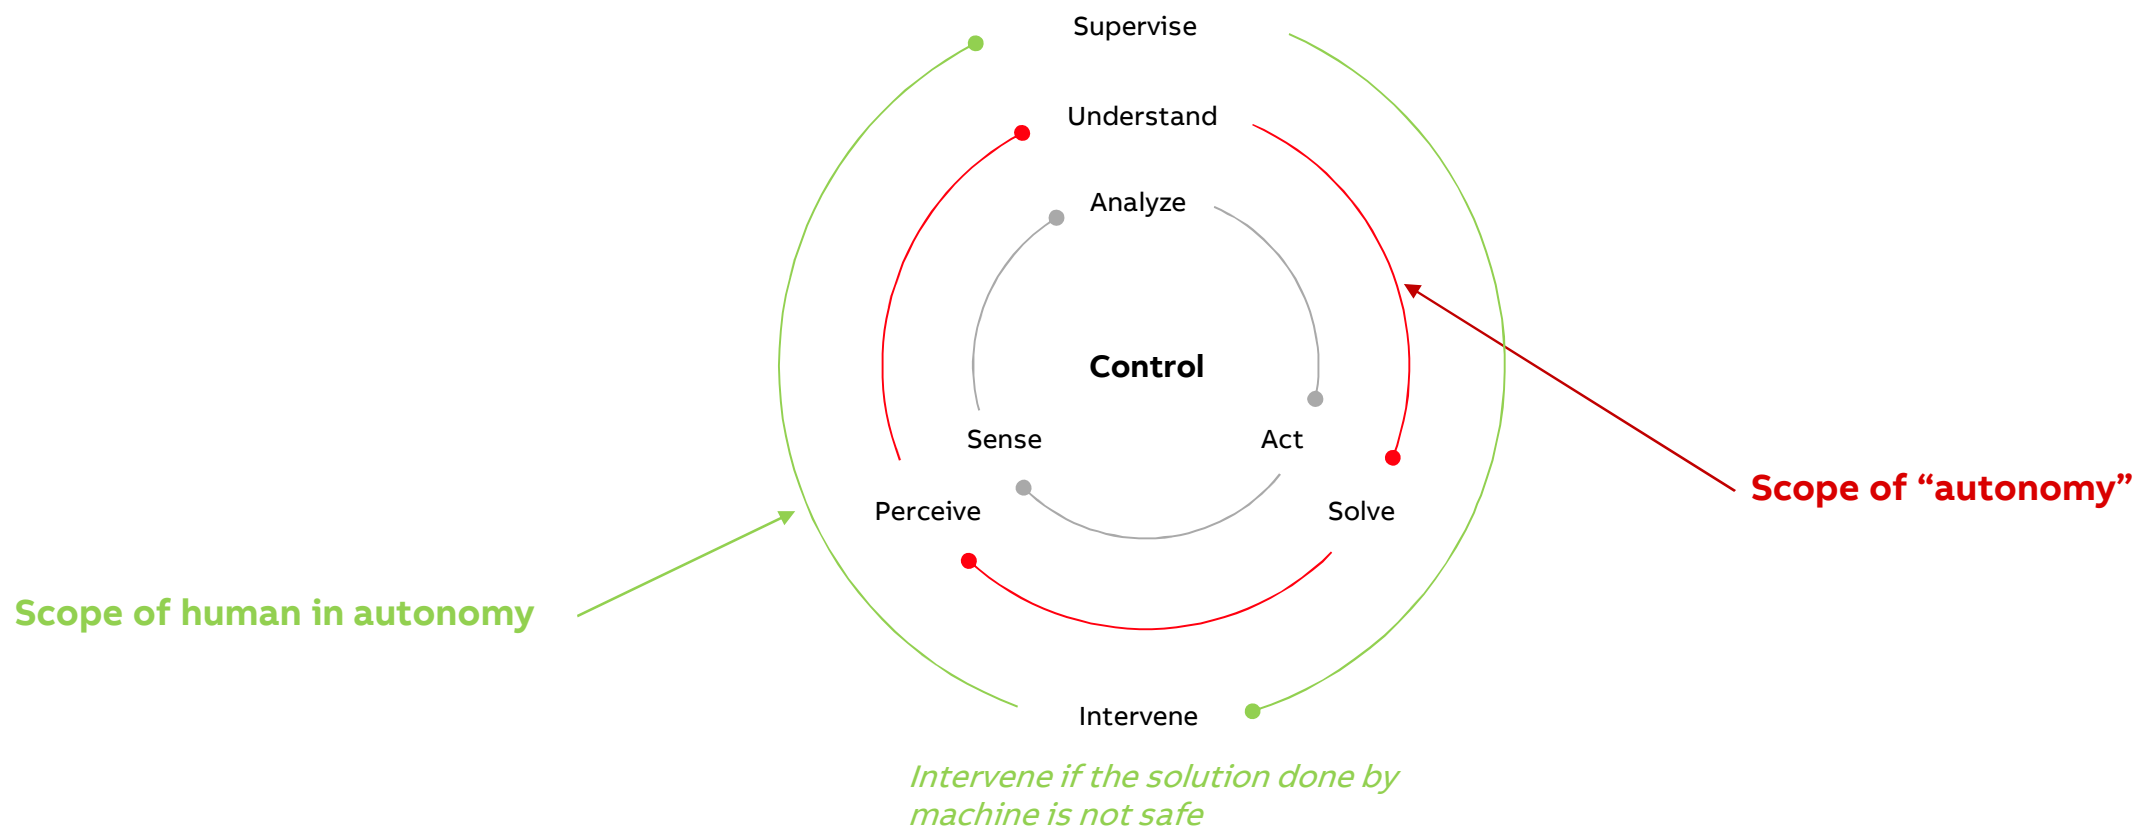 Supervise
Understand
Analyze
Control
Sense
Act
Perceive
Solve
Scope of “autonomy”
Scope of human in autonomy
Intervene
Intervene if the solution done by
machine is not safe